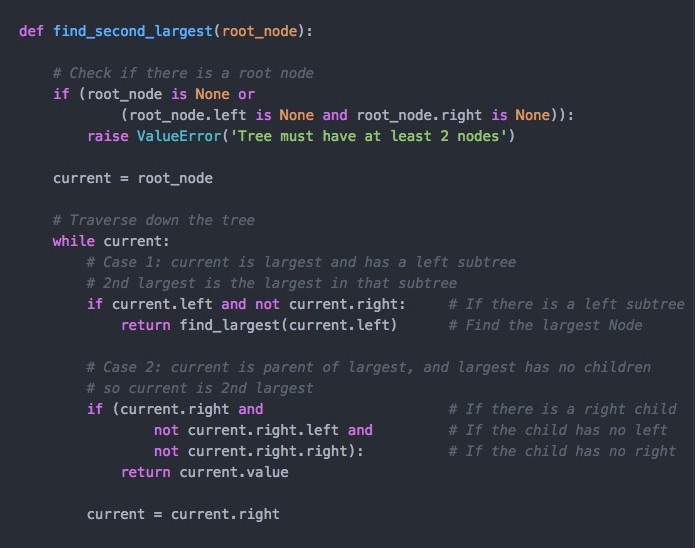 def find_second_largest(root_node):
# Check if there is a root node
if (root_node is None or
(root_node.left is None and root_node.right is None)):
raise ValueError('Tree must have at least 2 nodes')
current = root_node
# Traverse down the tree
while current:
# Case 1: current is largest and has a left subtree
# 2nd largest is the largest in that subtree
if current.left and not current.right: # If there is a left subtree
return find_largest(current.left) # Find the largest Node
# Case 2: current is parent of largest, and largest has no children
# so current is 2nd largest
if (current.right and # If there is a right child
not current.right.left and # If the child has no left
not current.right.right): # If the child has no right
return current.value
current = current.right